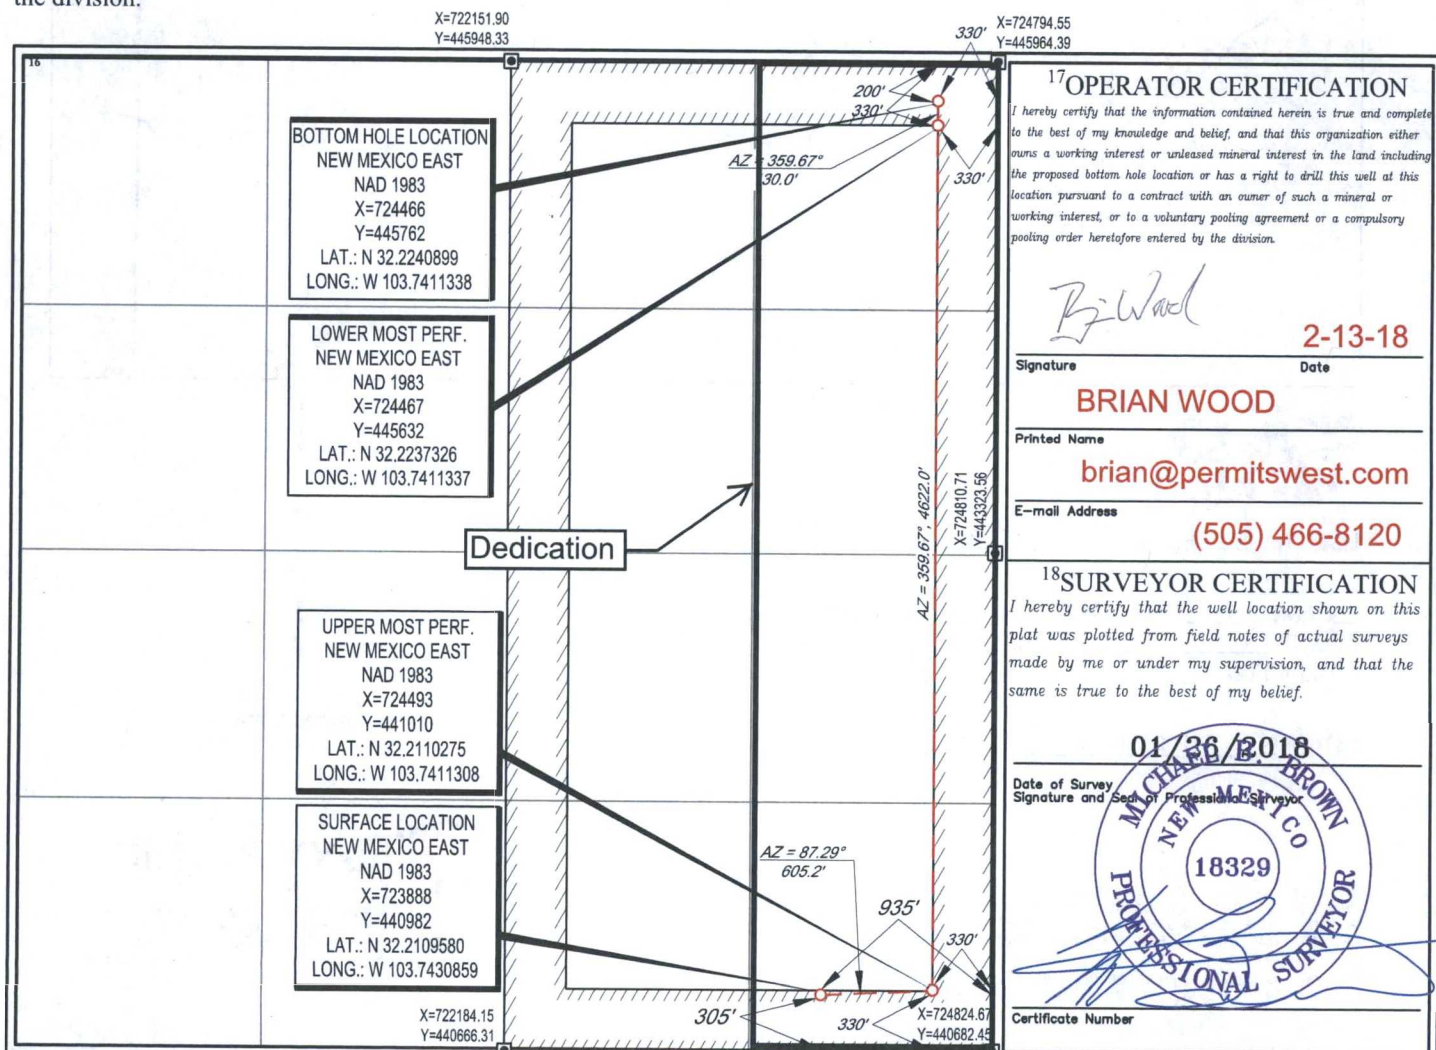 the division.
X=722151.90
Y=445948.33
X=724794.55
Y=445964.39
16
330'
200'
330'
AZ = 359.67°
330'
BOTTOM HOLE LOCATION
NEW MEXICO EAST
NAD 1983
X=724466
Y=445762
LAT.: N 32.2240899
LONG.: W 103.7411338
LOWER MOST PERF.
NEW MEXICO EAST
NAD 1983
X=724467
Y=445632
LAT.: N 32.2237326
LONG.: W 103.7411337
Dedication
AZ = 359.67°, 4622.0'
X=724810.71
Y=443323.56
UPPER MOST PERF.
NEW MEXICO EAST
NAD 1983
X=724493
Y=441010
LAT.: N 32.2110275
LONG.: W 103.7411308
SURFACE LOCATION
NEW MEXICO EAST
NAD 1983
X=723888
Y=440982
LAT.: N 32.2109580
LONG.: W 103.7430859
AZ = 87.29°
605.2'
935'
330'
305'
330'
X=722184.15
Y=440666.31
X=724824.67
Y=440682.45
17 OPERATOR CERTIFICATION
I hereby certify that the information contained herein is true and complete
to the best of my knowledge and belief, and that this organization either
owns a working interest or unleased mineral interest in the land including
the proposed bottom hole location or has a right to drill this well at this
location pursuant to a contract with an owner of such a mineral or
working interest, or to a voluntary pooling agreement or a compulsory
pooling order heretofore entered by the division.
2-13-18
Signature Date
BRIAN WOOD
Printed Name
brian@permitswest.com
E-mail Address
(505) 466-8120
18 SURVEYOR CERTIFICATION
I hereby certify that the well location shown on this
plat was plotted from field notes of actual surveys
made by me or under my supervision, and that the
same is true to the best of my belief.
01/26/2018
Date of Survey
Signature and Seal of Professional Surveyor
MICHAEL B. BROWN
NEW MEXICO
18329
PROFESSIONAL SURVEYOR
Certificate Number